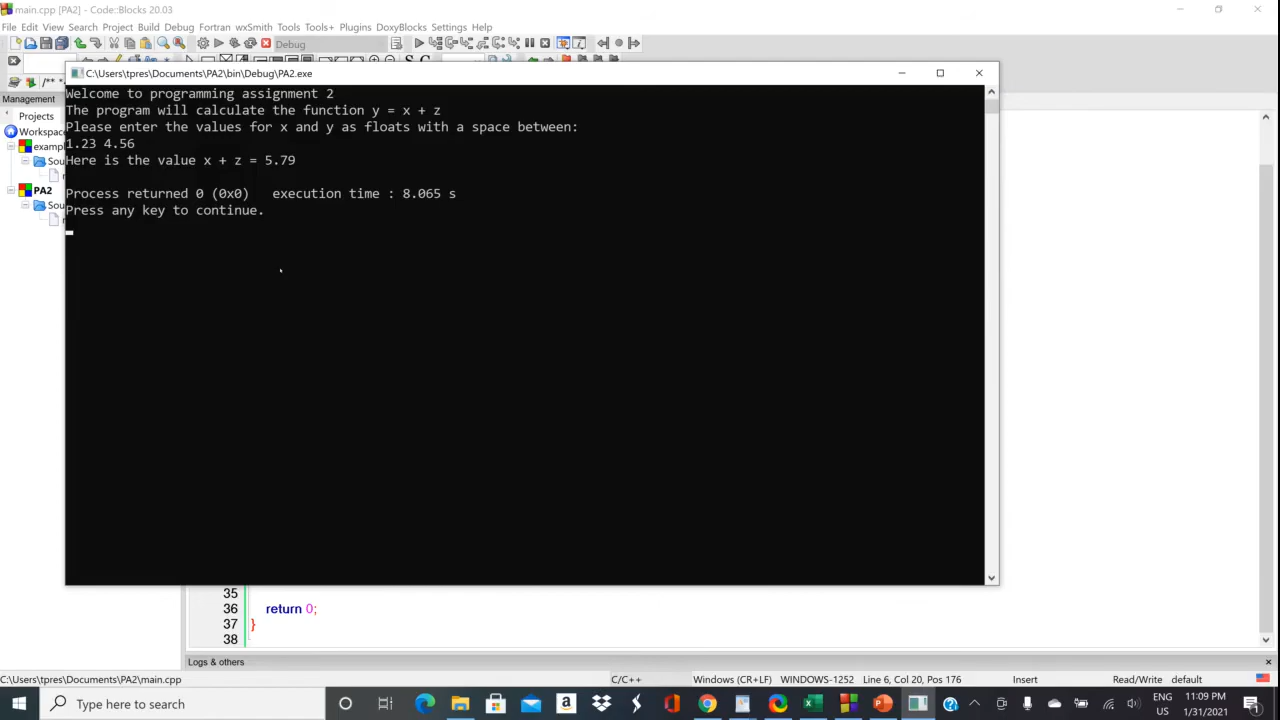 main.cpp [PA2] - Code::Blocks 20.03
File Edit View Search Project Build Debug Fortran wxSmith Tools Tools+ Plugins DoxyBlocks Settings Help
Debug
/**
C:\Users\tpres\Documents\PA2\bin\Debug\PA2.exe
Management
Projects
Workspac
examp
Sou
PA2
Sou
Welcome to programming assignment 2
The program will calculate the function y = x + z
Please enter the values for x and y as floats with a space between:
1.23 4.56
Here is the value x + z = 5.79
Process returned 0 (0x0)   execution time : 8.065 s
Press any key to continue.
35
36 return 0;
37 }
38
Logs & others
C:\Users\tpres\Documents\PA2\main.cpp C/C++ Windows (CR+LF) WINDOWS-1252 Line 6, Col 20, Pos 176 Insert Read/Write default
Type here to search
ENG
US
11:09 PM
1/31/2021